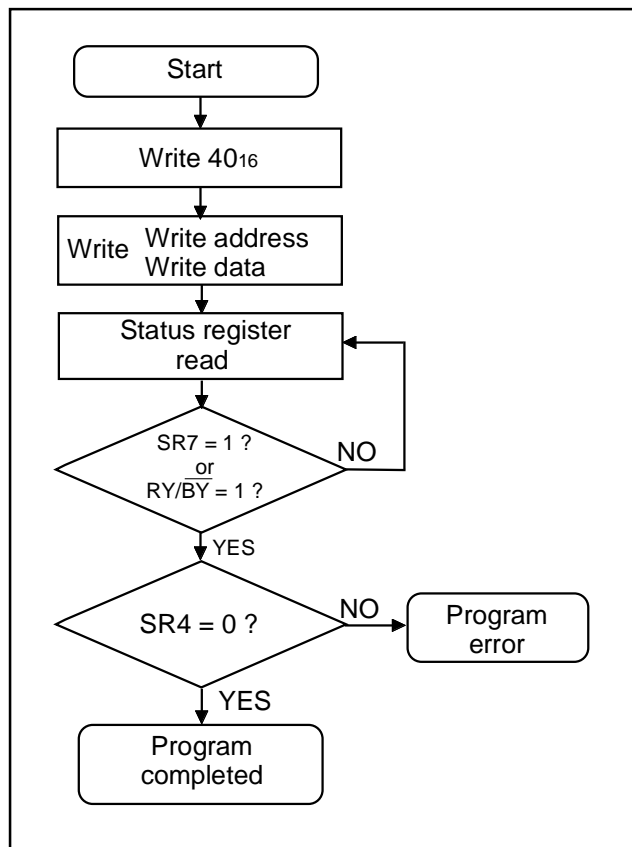 Start
Write 40₁₆
Write Write address
Write data
Status register
read
SR7 = 1 ?
or
RY/B̅Y̅ = 1 ?
NO
YES
SR4 = 0 ?
NO
Program
error
YES
Program
completed